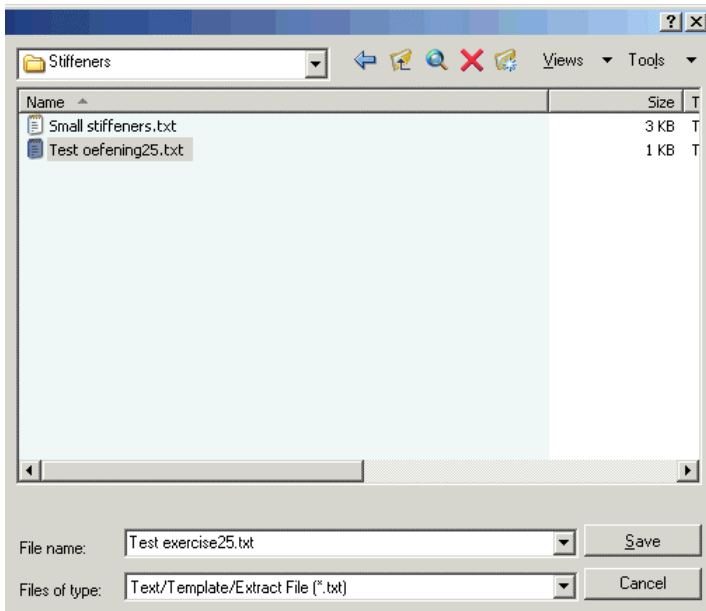 Stiffeners Views Tools
Name Size T
Small stiffeners.txt 3 KB T
Test oefening25.txt 1 KB T
File name: Test exercise25.txt Save
Files of type: Text/Template/Extract File (*.txt) Cancel